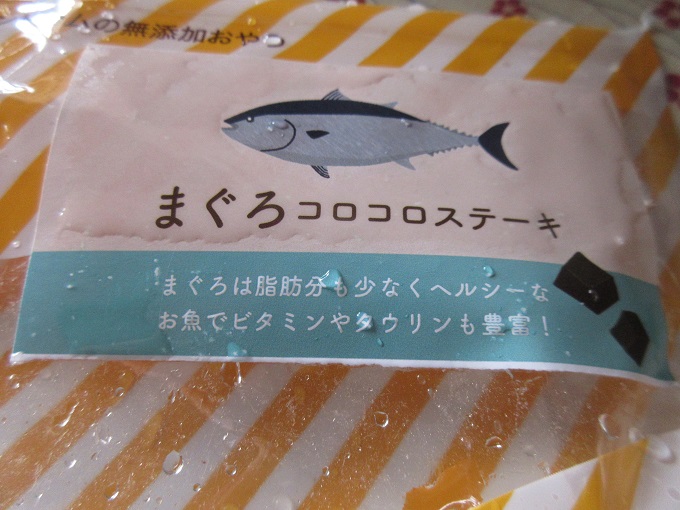 ムの無添加おやつ
まぐろコロコロステーキ
まぐろは脂肪分も少なくヘルシーな
お魚でビタミンやタウリンも豊富！